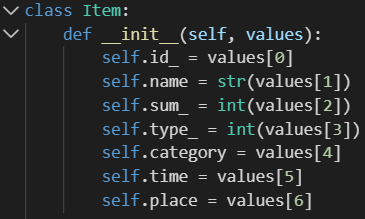 class Item:
    def __init__(self, values):
        self.id_ = values[0]
        self.name = str(values[1])
        self.sum_ = int(values[2])
        self.type_ = int(values[3])
        self.category = values[4]
        self.time = values[5]
        self.place = values[6]